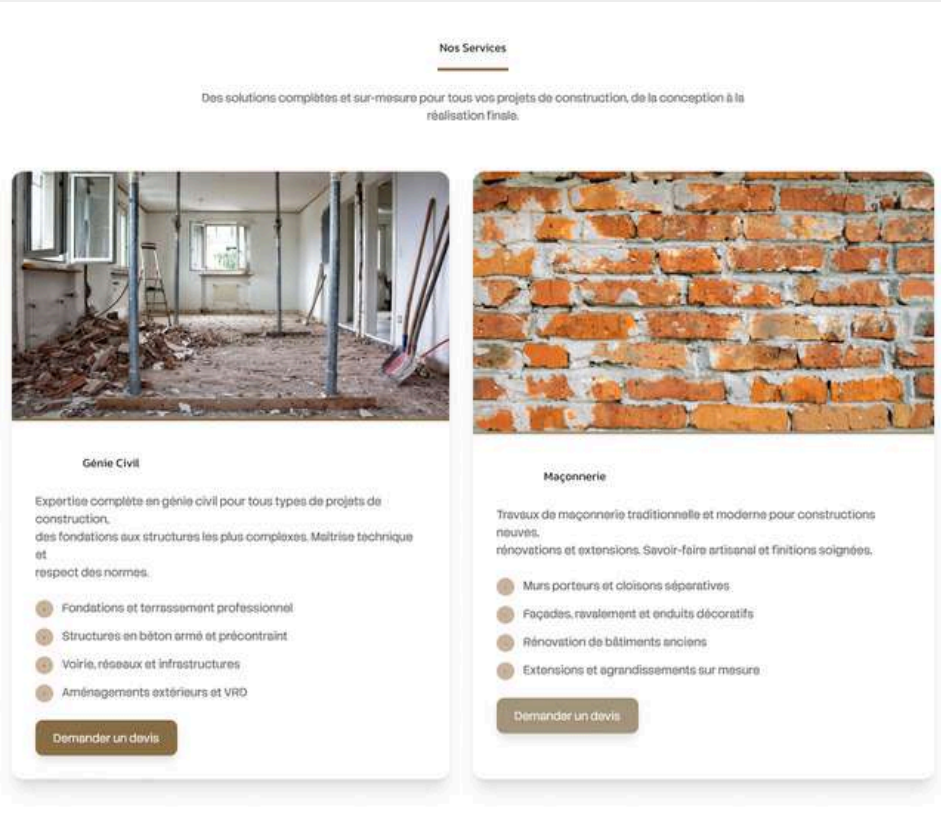 Nos Services
Des solutions complètes et sur-mesure pour tous vos projets de construction, de la conception à la
réalisation finale.
Génie Civil
Expertise complète en génie civil pour tous types de projets de
construction,
des fondations aux structures les plus complexes. Maîtrise technique
et
respect des normes.
Fondations et terrassement professionnel
Structures en béton armé et précontraint
Voirie, réseaux et infrastructures
Aménagements extérieurs et VRD
Demander un devis
Maçonnerie
Travaux de maçonnerie traditionnelle et moderne pour constructions
neuves,
rénovations et extensions. Savoir-faire artisanal et finitions soignées.
Murs porteurs et cloisons séparatives
Façades, ravalement et enduits décoratifs
Rénovation de bâtiments anciens
Extensions et agrandissements sur mesure
Demander un devis